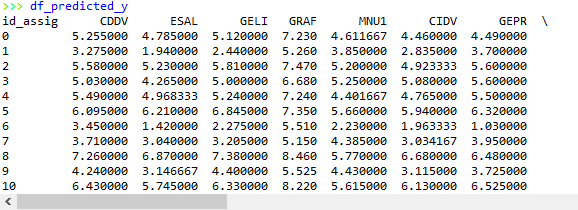 >>> df_predicted_y
id_assig CDDV ESAL GELI GRAF MNU1 CIDV GEPR \
0 5.255000 4.785000 5.120000 7.230 4.611667 4.460000 4.490000
1 3.275000 1.940000 2.440000 5.260 3.850000 2.835000 3.700000
2 5.580000 5.230000 5.810000 7.470 5.200000 4.923333 5.600000
3 5.030000 4.265000 5.000000 6.680 5.250000 5.080000 5.600000
4 5.490000 4.968333 5.240000 7.240 4.401667 4.765000 5.500000
5 6.095000 6.210000 6.845000 7.350 5.660000 5.940000 6.320000
6 3.450000 1.420000 2.275000 5.510 2.230000 1.963333 1.030000
7 3.710000 3.040000 3.205000 5.150 4.385000 3.034167 3.950000
8 7.260000 6.870000 7.380000 8.460 5.770000 6.680000 6.480000
9 4.240000 3.146667 4.400000 5.525 4.430000 3.115000 3.725000
10 6.430000 5.745000 6.330000 8.220 5.615000 6.130000 6.525000